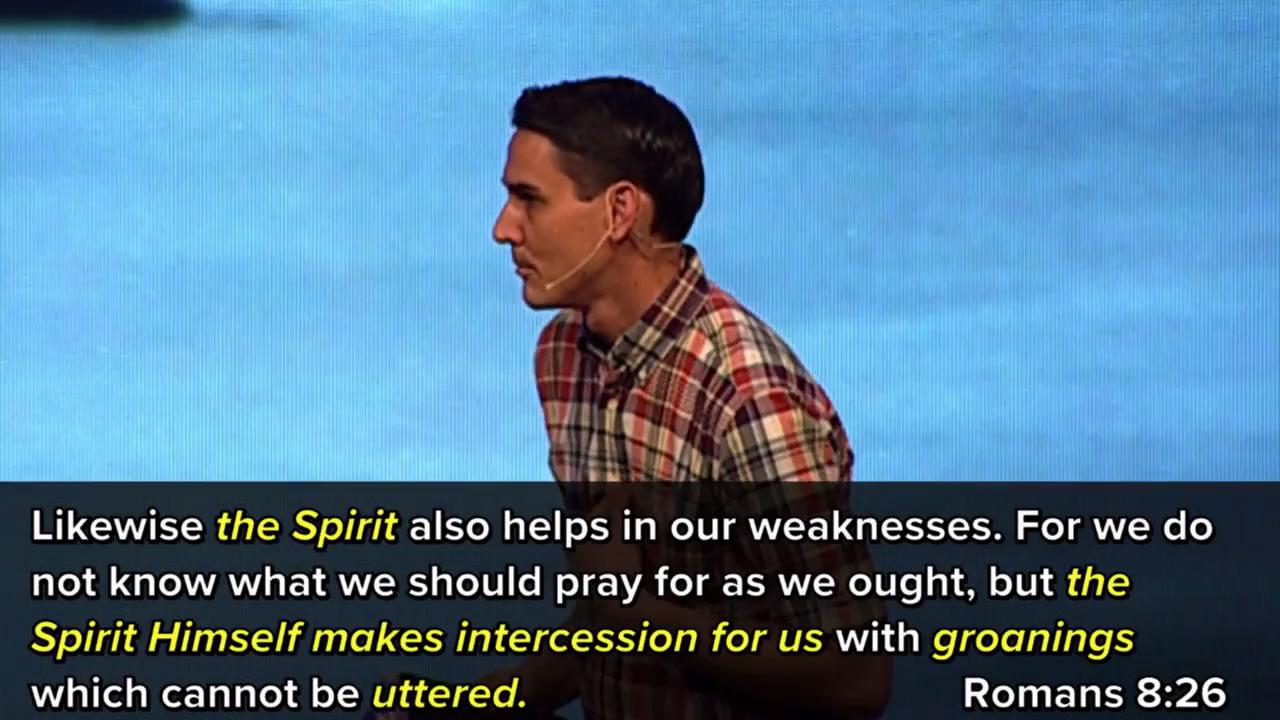 Likewise the Spirit also helps in our weaknesses. For we do
not know what we should pray for as we ought, but the
Spirit Himself makes intercession for us with groanings
which cannot be uttered. Romans 8:26